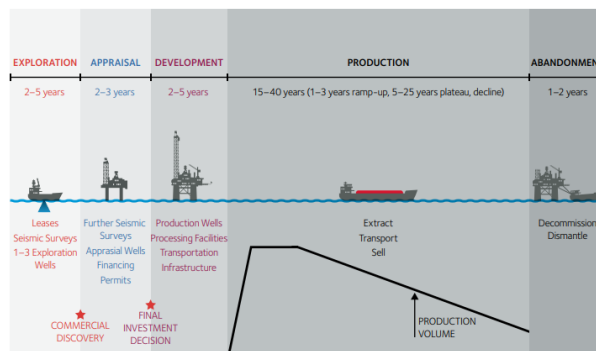 EXPLORATION
APPRAISAL
DEVELOPMENT
PRODUCTION
ABANDONMENT
2–5 years
2–3 years
2–5 years
15–40 years (1–3 years ramp-up, 5–25 years plateau, decline)
1–2 years
Leases
Seismic Surveys
1–3 Exploration
Wells
Further Seismic
Surveys
Apprasial Wells
Financing
Permits
Production Wells
Processing Facilities
Transportation
Infrastructure
Extract
Transport
Sell
Decommission
Dismantle
COMMERCIAL
DISCOVERY
FINAL
INVESTMENT
DECISION
PRODUCTION
VOLUME